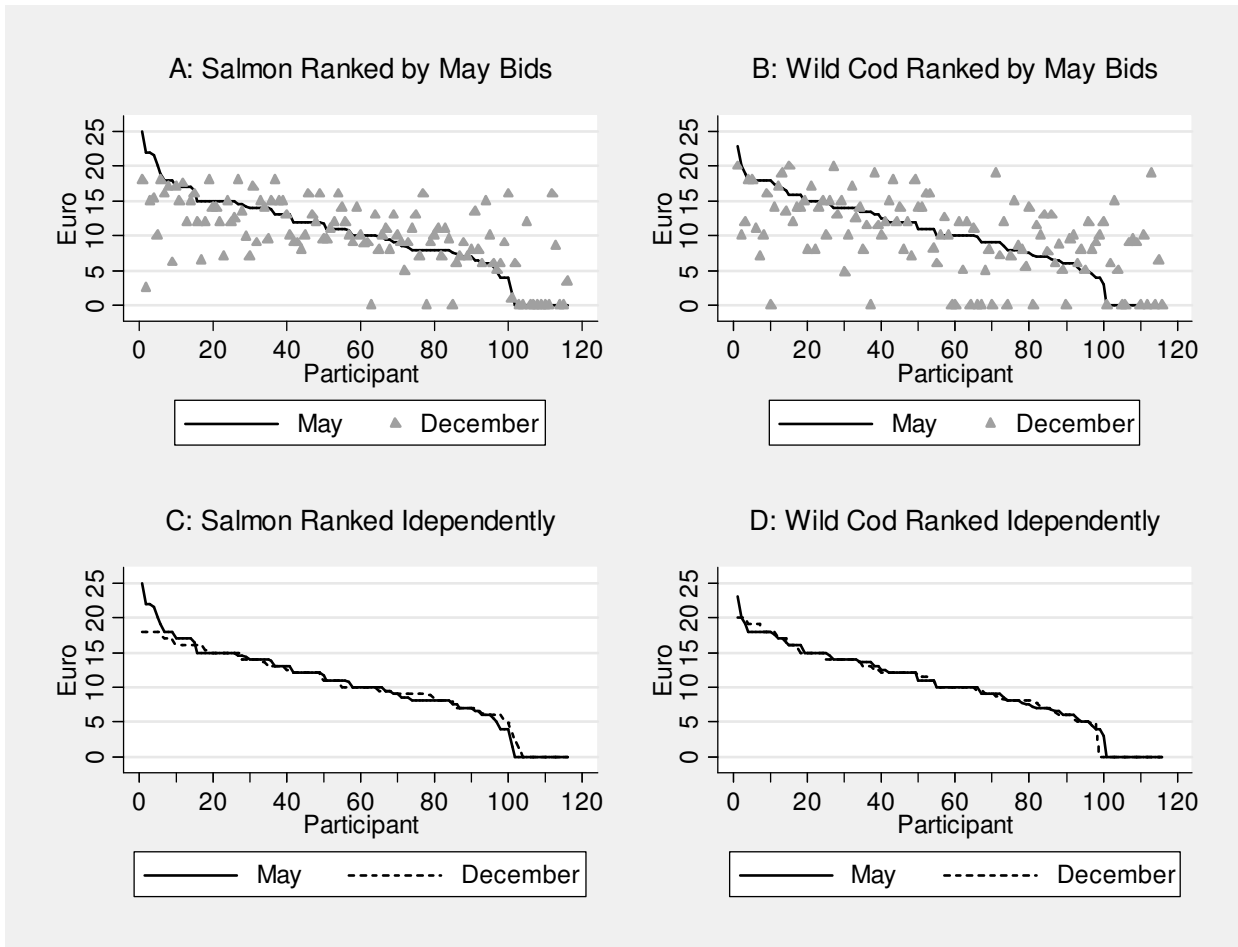 A: Salmon Ranked by May Bids
Euro
0 5 10 15 20 25
0 20 40 60 80 100 120
Participant
May December
B: Wild Cod Ranked by May Bids
Euro
0 5 10 15 20 25
0 20 40 60 80 100 120
Participant
May December
C: Salmon Ranked Idependently
Euro
0 5 10 15 20 25
0 20 40 60 80 100 120
Participant
May December
D: Wild Cod Ranked Idependently
Euro
0 5 10 15 20 25
0 20 40 60 80 100 120
Participant
May December